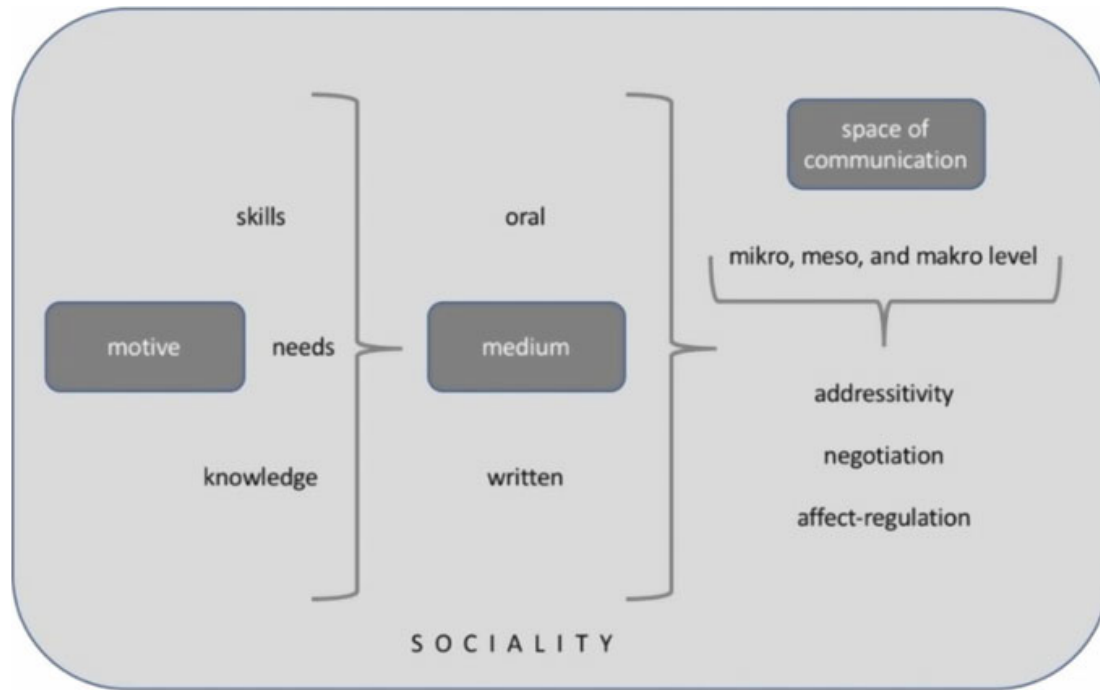 space of
communication
skills
oral
mikro, meso, and makro level
motive
needs
medium
addressitivity
negotiation
knowledge
written
affect-regulation
SOCIALITY